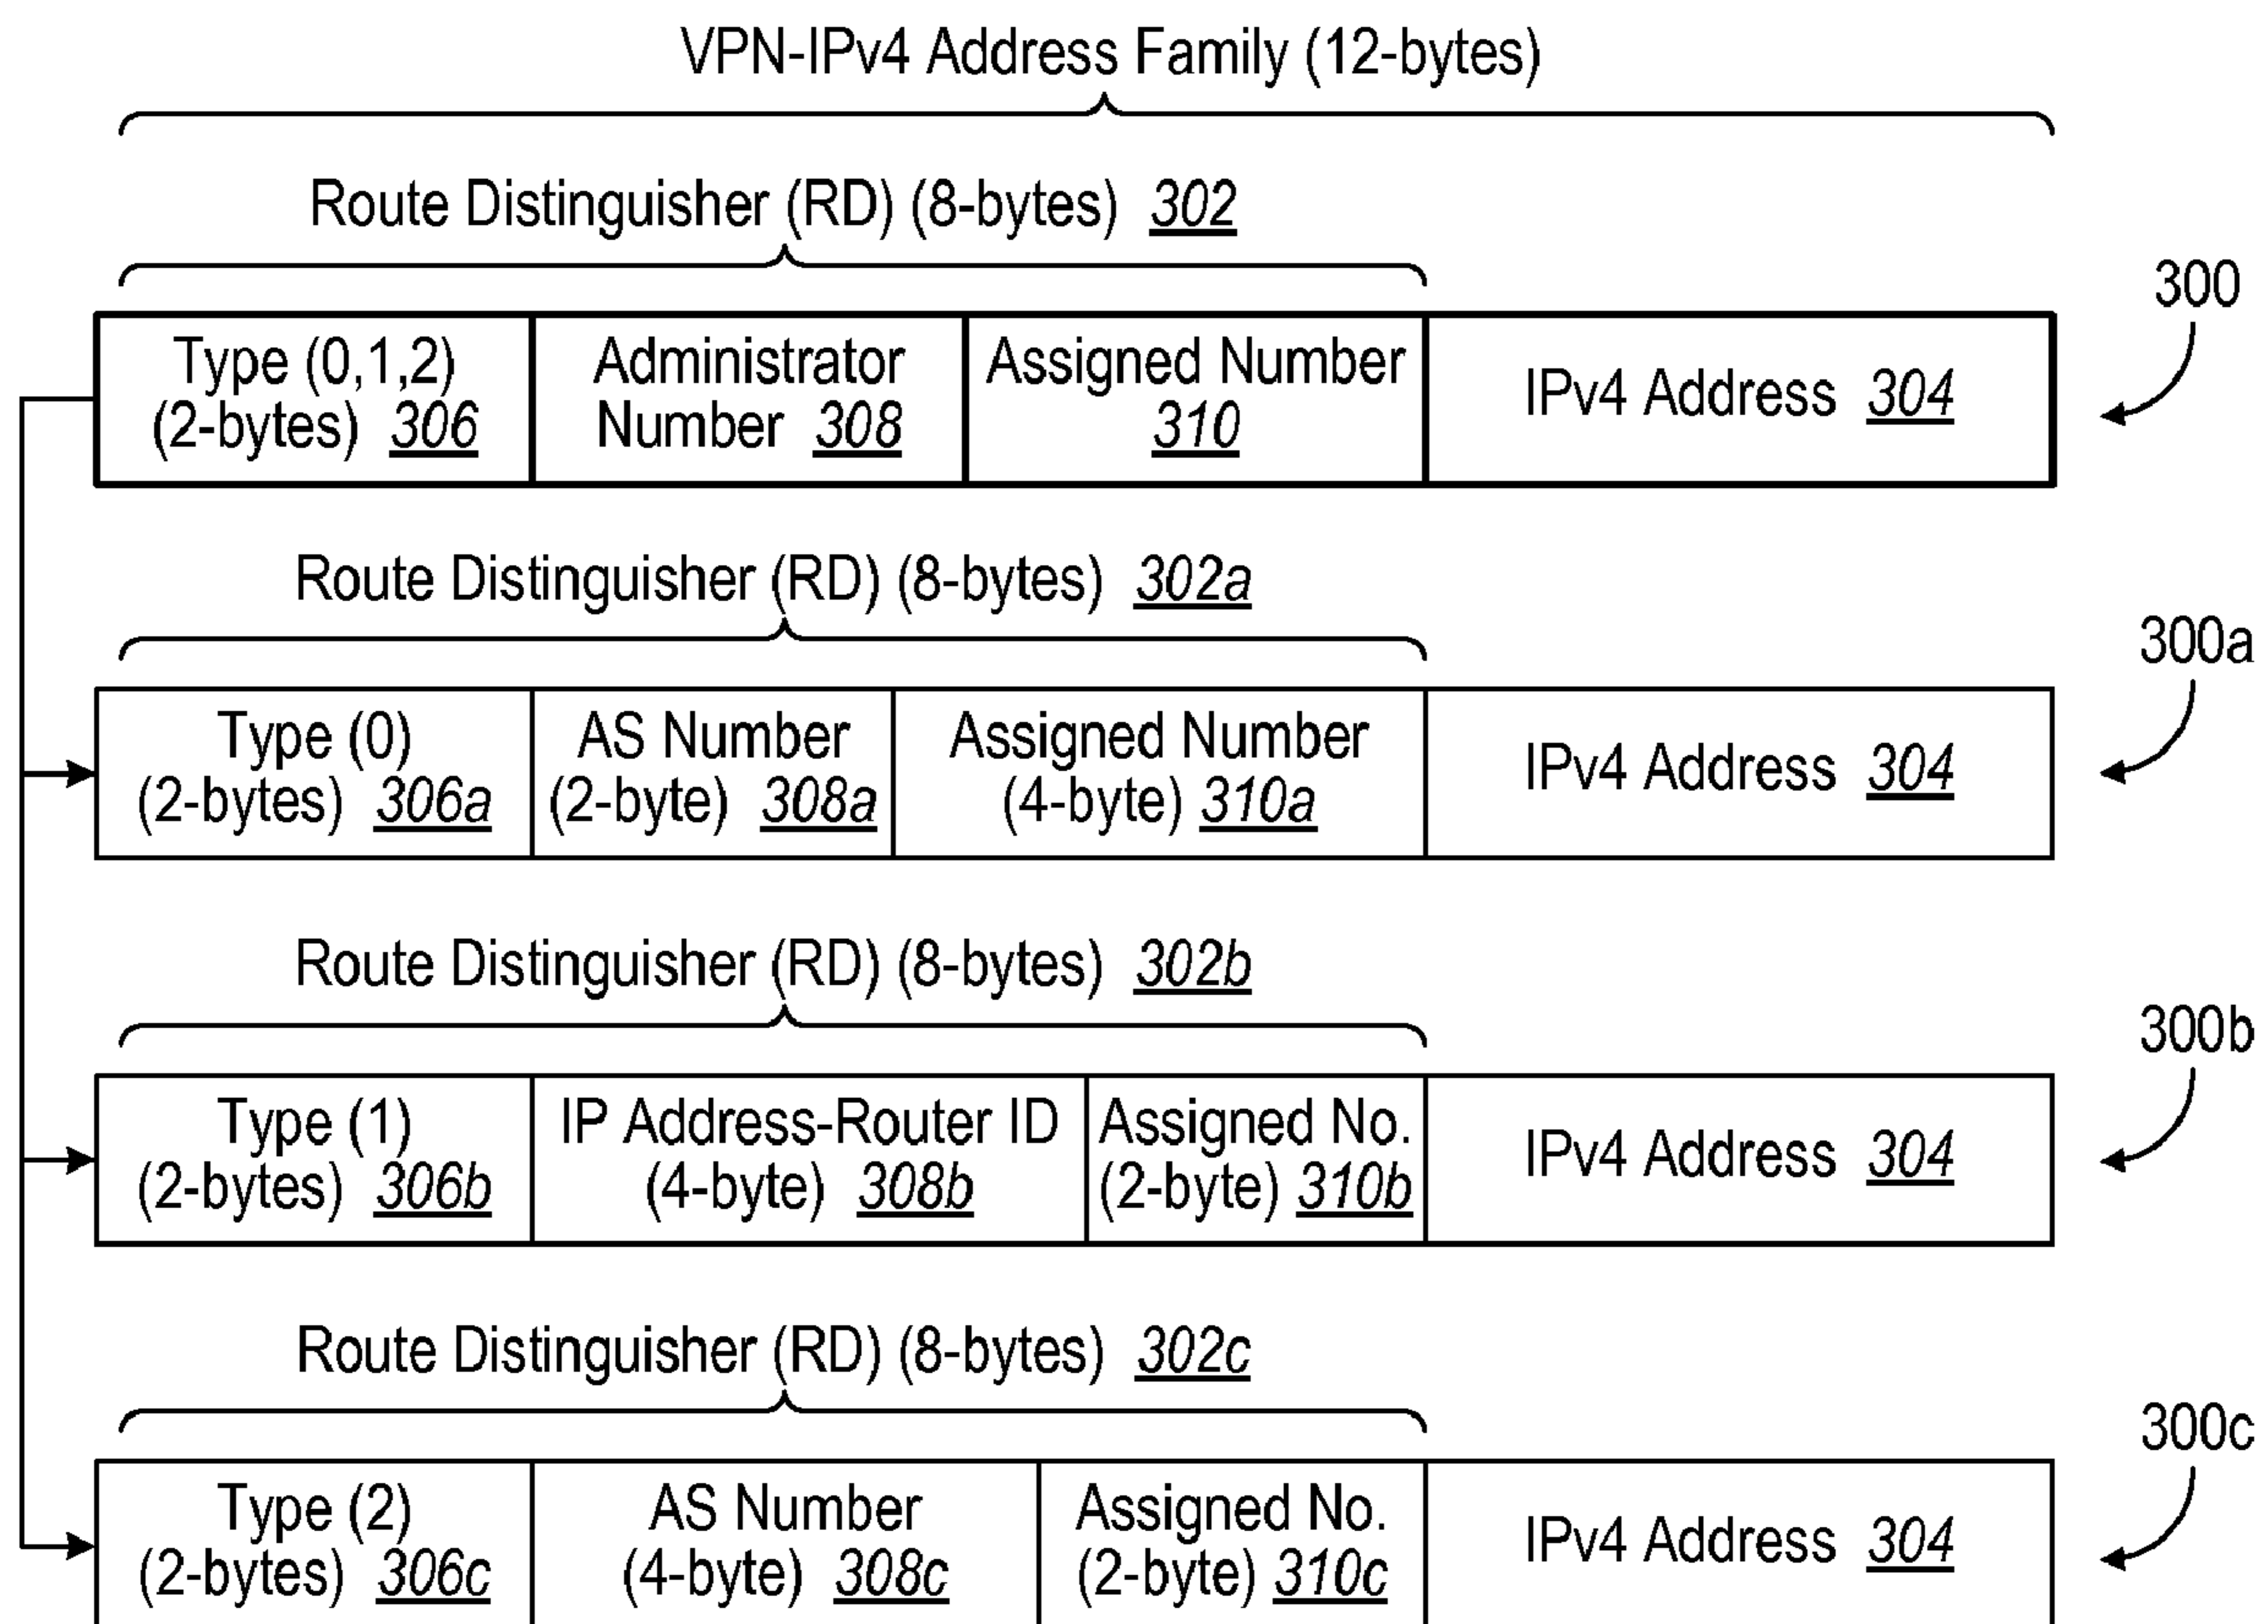 VPN-IPv4 Address Family (12-bytes)
Route Distinguisher (RD) (8-bytes) 302
300
Type (0,1,2)
(2-bytes) 306
Administrator
Number 308
Assigned Number
310
IPv4 Address 304
Route Distinguisher (RD) (8-bytes) 302a
300a
Type (0)
(2-bytes) 306a
AS Number
(2-byte) 308a
Assigned Number
(4-byte) 310a
IPv4 Address 304
Route Distinguisher (RD) (8-bytes) 302b
300b
Type (1)
(2-bytes) 306b
IP Address-Router ID
(4-byte) 308b
Assigned No.
(2-byte) 310b
IPv4 Address 304
Route Distinguisher (RD) (8-bytes) 302c
300c
Type (2)
(2-bytes) 306c
AS Number
(4-byte) 308c
Assigned No.
(2-byte) 310c
IPv4 Address 304